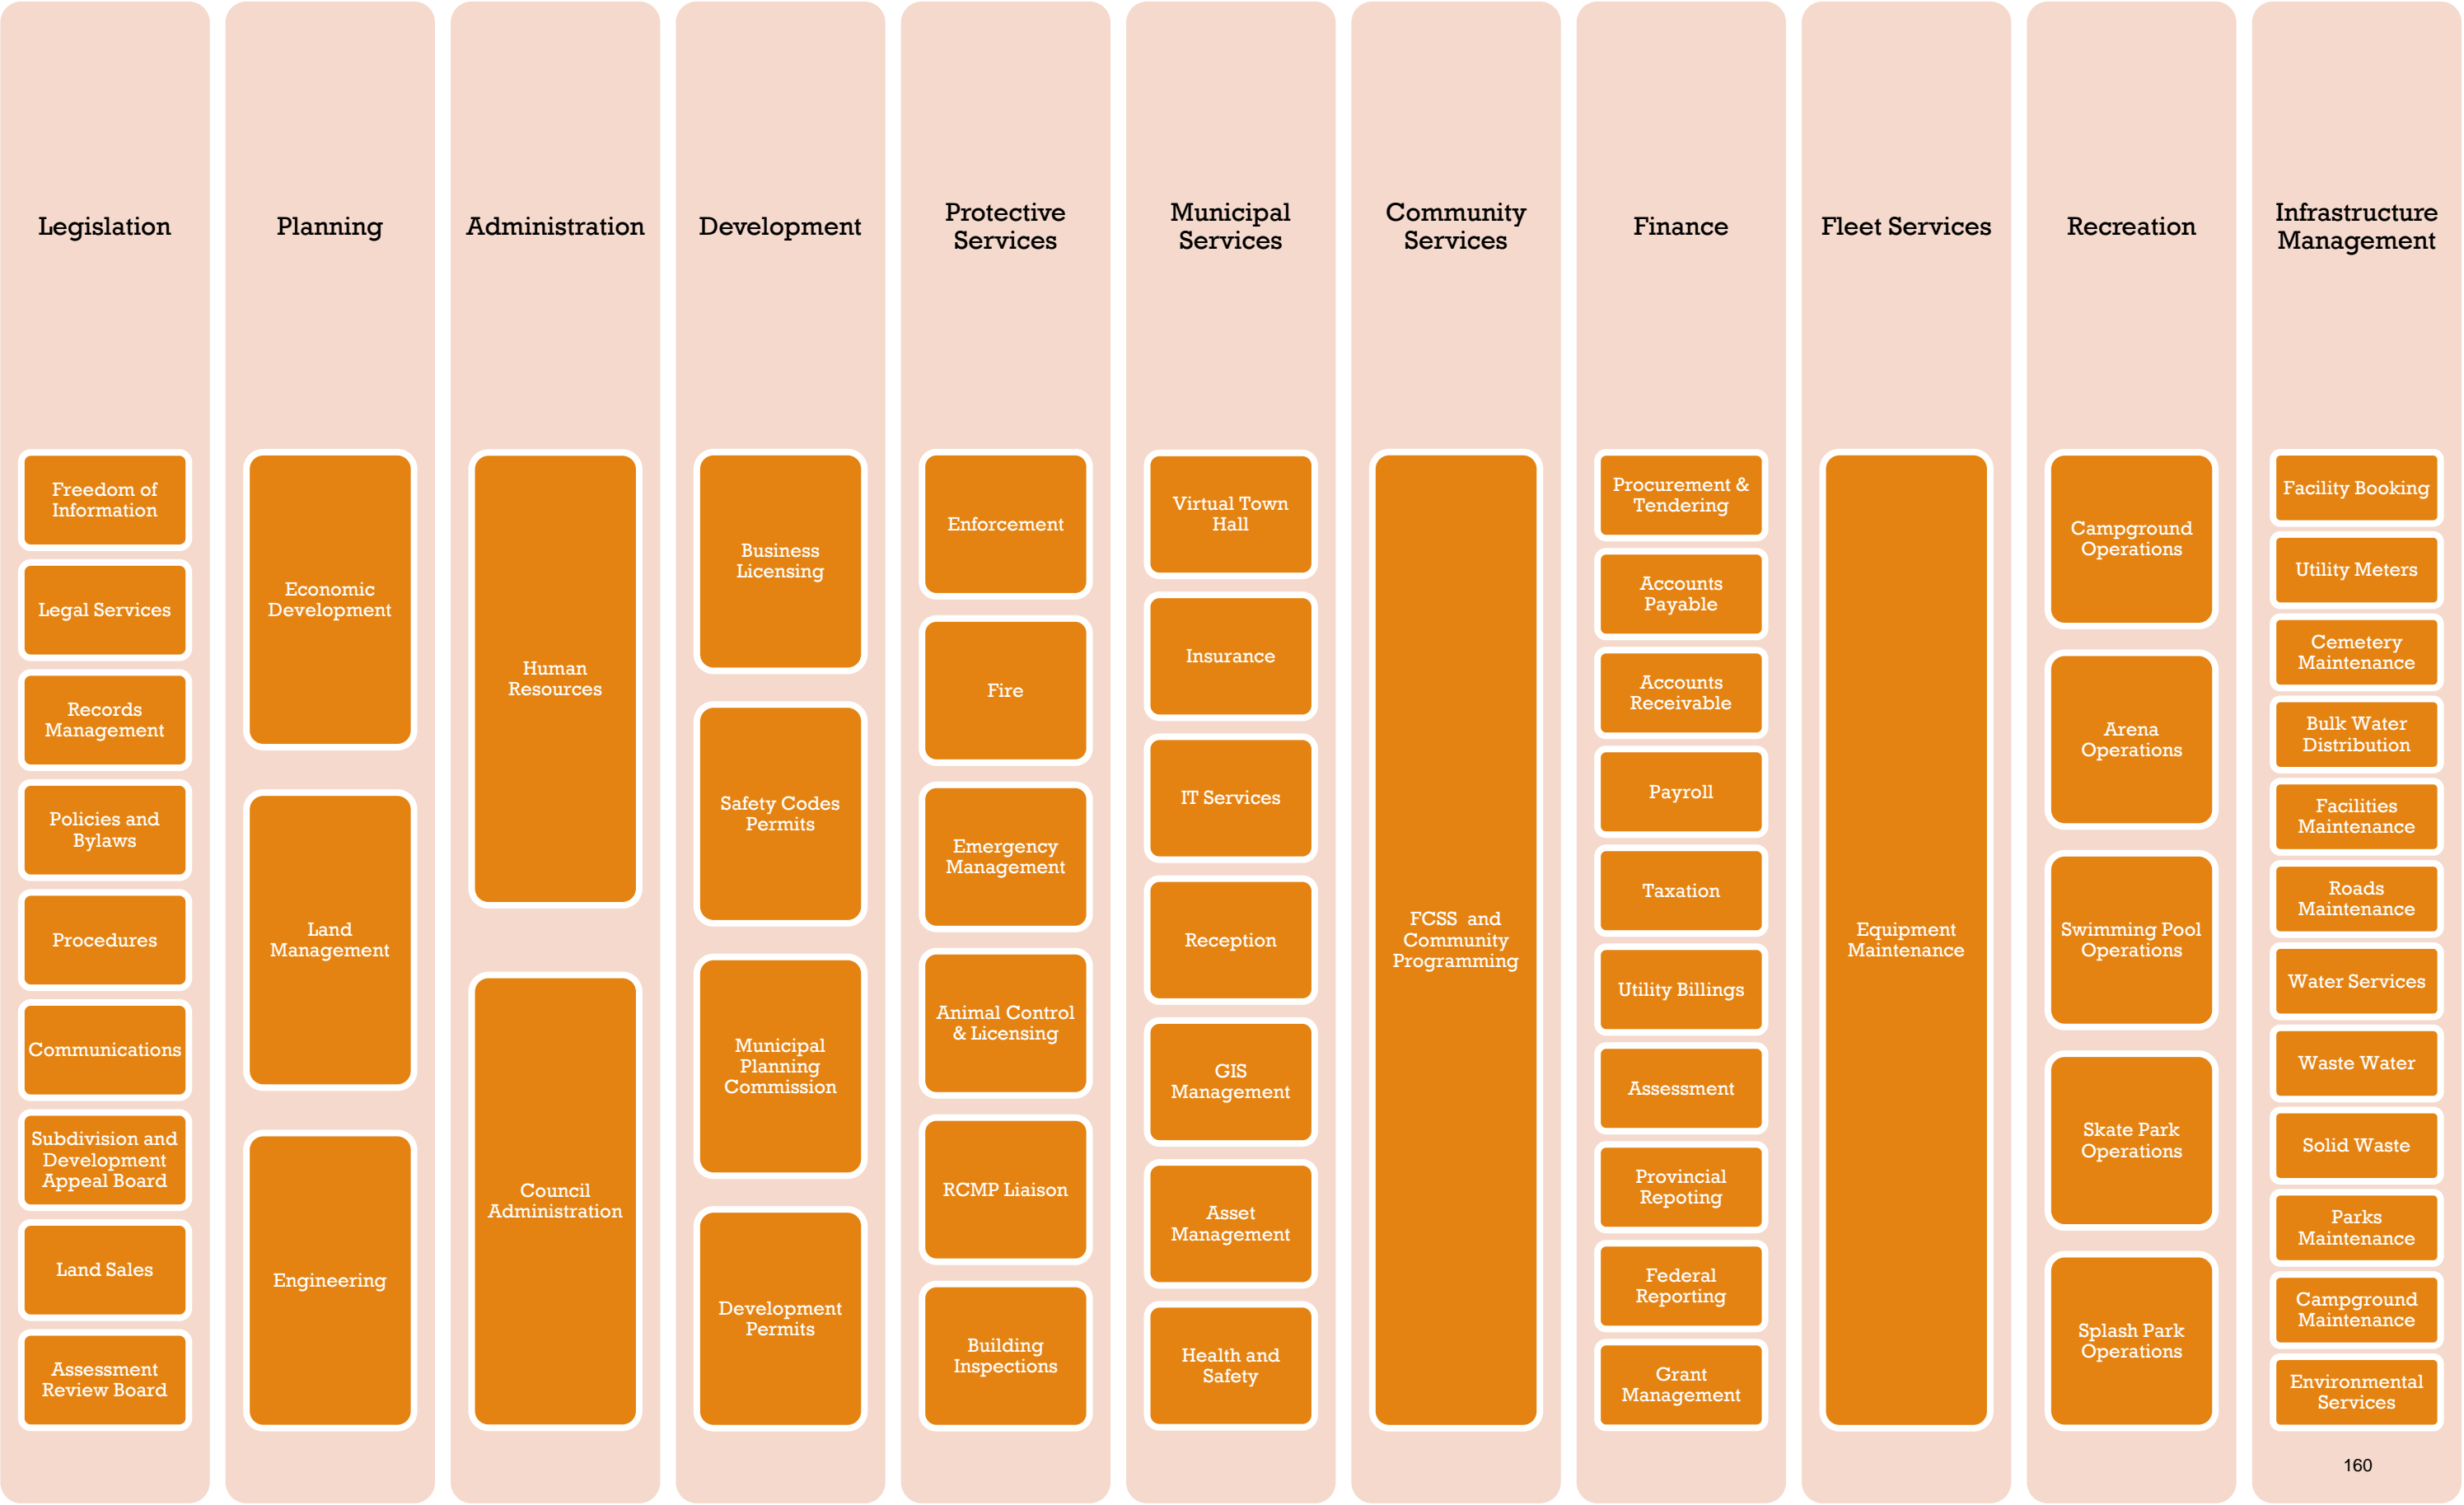 Legislation
Freedom of
Information
Legal Services
Records
Management
Policies and
Bylaws
Procedures
Communications
Subdivision and
Development
Appeal Board
Land Sales
Assessment
Review Board
Planning
Economic
Development
Land
Management
Engineering
Administration
Human
Resources
Council
Administration
Development
Business
Licensing
Safety Codes
Permits
Municipal
Planning
Commission
Development
Permits
Protective
Services
Enforcement
Fire
Emergency
Management
Animal Control
& Licensing
RCMP Liaison
Building
Inspections
Municipal
Services
Virtual Town
Hall
Insurance
IT Services
Reception
GIS
Management
Asset
Management
Health and
Safety
Community
Services
FCSS and
Community
Programming
Finance
Procurement &
Tendering
Accounts
Payable
Accounts
Receivable
Payroll
Taxation
Utility Billings
Assessment
Provincial
Repoting
Federal
Reporting
Grant
Management
Fleet Services
Equipment
Maintenance
Recreation
Campground
Operations
Arena
Operations
Swimming Pool
Operations
Skate Park
Operations
Splash Park
Operations
Infrastructure
Management
Facility Booking
Utility Meters
Cemetery
Maintenance
Bulk Water
Distribution
Facilities
Maintenance
Roads
Maintenance
Water Services
Waste Water
Solid Waste
Parks
Maintenance
Campground
Maintenance
Environmental
Services
160